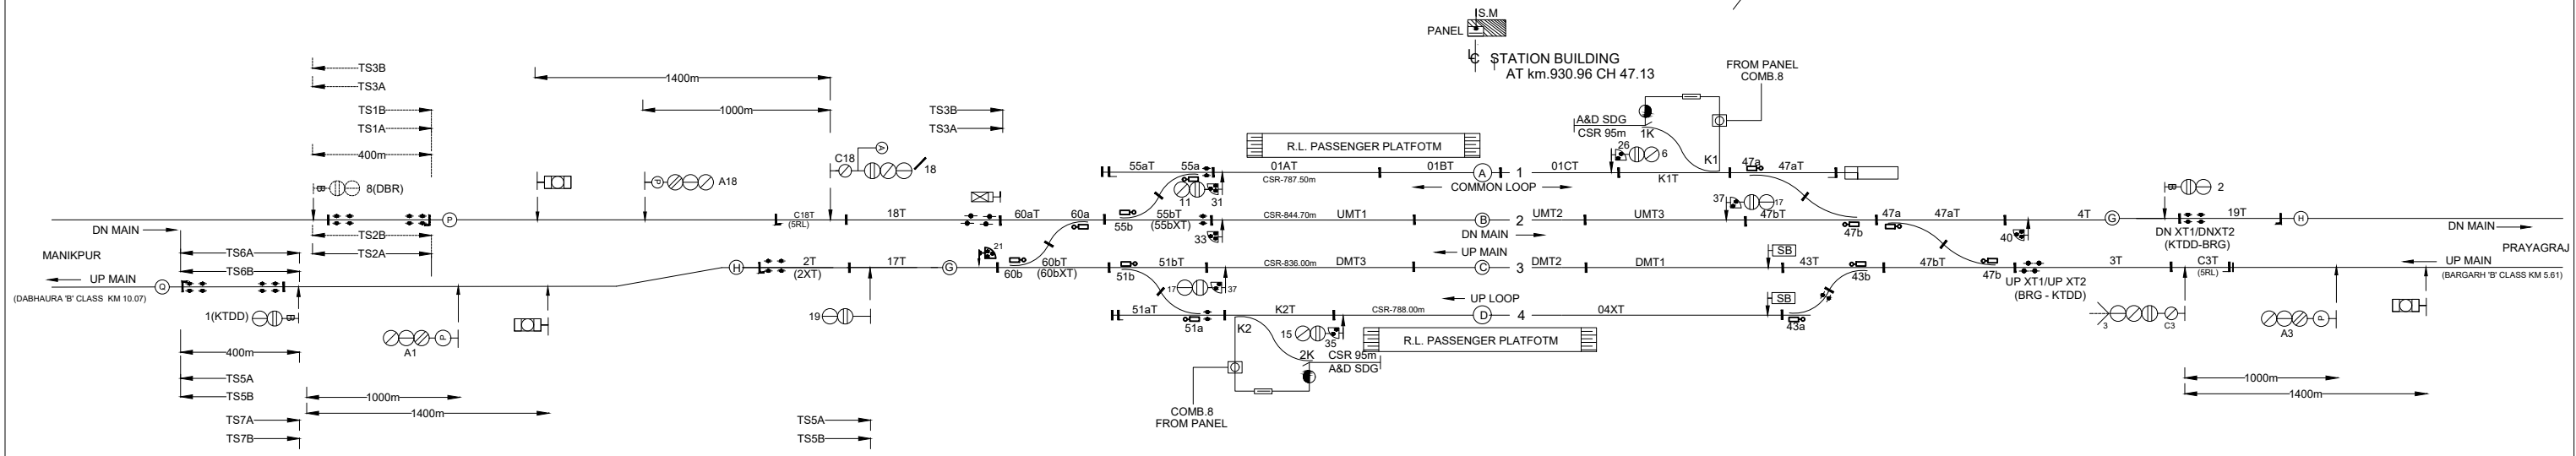 S.M
PANEL
C STATION BUILDING
AT km.930.96 CH 47.13
FROM PANEL
COMB.8
TS3B
TS3A
1400m
TS1B
1000m
TS3B
TS1A
TS3A
A
A&D SDG
CSR 95m
1K
400m
C18
18
R.L. PASSENGER PLATFOTM
26
6
K1
47a
47aT
8(DBR)
P
A18
55aT
55a
01AT
01BT
A
1
01CT
CSR-787.50m
COMMON LOOP
K1T
11
31
37
17
B
2
P
C18T
(5RL)
18T
60aT
60a
55b
55bT
(55bXT)
CSR-844.70m
UMT1
B
2
UMT2
UMT3
47bT
47b
47a
47aT
4T
G
19T
H
DN MAIN
TS2B
33
DN MAIN
40
DN XT1/DNXT2
(KTDD-BRG)
DN MAIN
TS6A
TS2A
21
UP MAIN
SB
MANIKPUR
PRAYAGRAJ
TS6B
H
2T
(2XT)
17T
G
60b
60bT
(60bXT)
51b
51bT
CSR-836.00m
DMT3
C
3
DMT2
DMT1
43T
43b
47bT
47b
3T
C3T
(5RL)
UP MAIN
UP MAIN
(BARGARH 'B' CLASS KM 5.61)
UP XT1/UP XT2
(BRG - KTDD)
Q
17
37
UP LOOP
SB
(DABHAURA 'B' CLASS KM 10.07)
1(KTDD)
B
19
51aT
51a
K2T
CSR-788.00m
D
4
04XT
43a
3
C3
P
A3
K2
15
35
P
A1
R.L. PASSENGER PLATFOTM
400m
2K
CSR 95m
A&D SDG
TS5A
1000m
TS5B
1000m
1400m
1400m
COMB.8
FROM PANEL
TS7A
TS5A
TS7B
TS5B